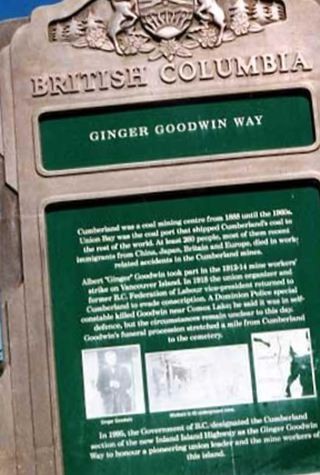 BRITISH COLUMBIA
GINGER GOODWIN WAY
Cumberland was a coal mining centre from 1888 until the 1960s.
Union Bay was the coal port that shipped Cumberland's coal to
the rest of the world. At least 260 people, most of them recent
immigrants from China, Japan, Britain and Europe, died in work-
related accidents in the Cumberland mines.
Albert "Ginger" Goodwin took part in the 1912-14 mine workers'
strike on Vancouver Island. In 1918 the union organizer and
former B.C. Federation of Labour vice-president returned to
Cumberland to evade conscription. A Dominion Police special
constable killed Goodwin near Comox Lake; he said it was in self-
defence, but the circumstances remain unclear to this day.
Goodwin's funeral procession stretched a mile from Cumberland
to the cemetery.
Ginger Goodwin
Workers in underground mine.
In 1995, the Government of B.C. designated the Cumberland
section of the new Inland Island Highway as the Ginger Goodwin
Way to honour a pioneering union leader and the mine workers of
this island.